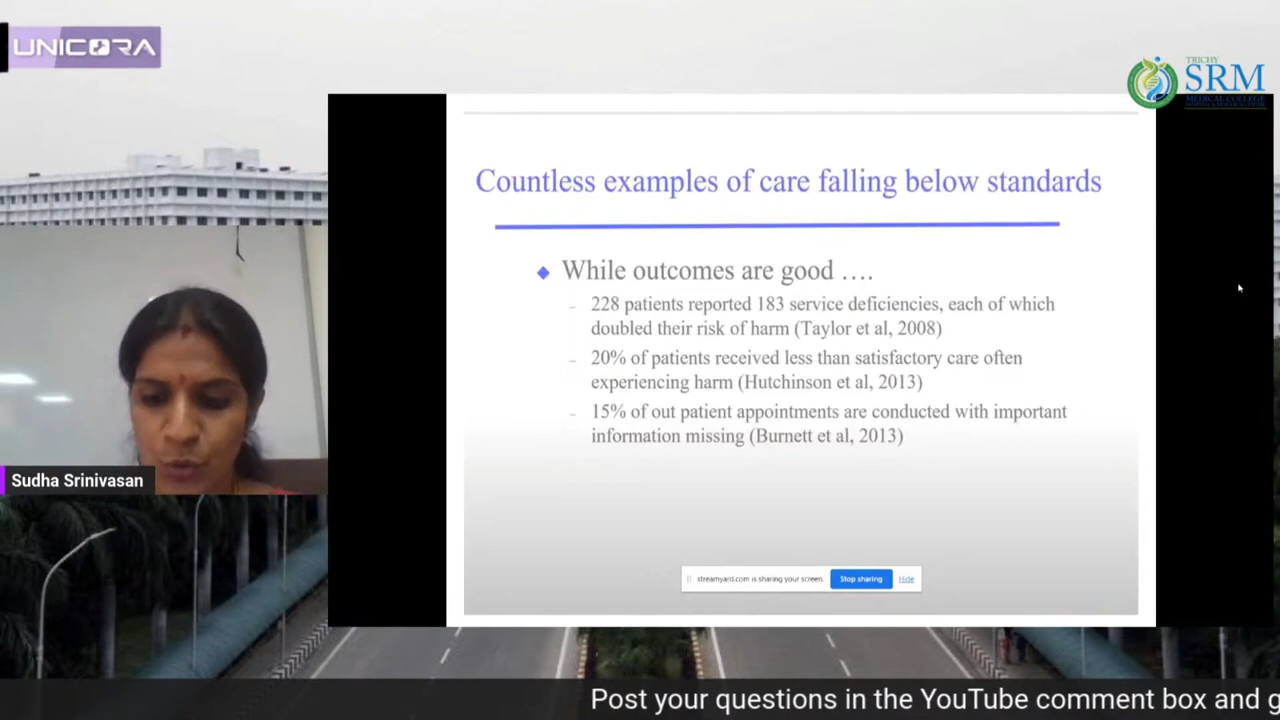 UNICORA
TRICHY
SRM
MEDICAL COLLEGE
HOSPITAL & RESEARCH CENTRE
Countless examples of care falling below standards
While outcomes are good ….
– 228 patients reported 183 service deficiencies, each of which
doubled their risk of harm (Taylor et al, 2008)
– 20% of patients received less than satisfactory care often
experiencing harm (Hutchinson et al, 2013)
– 15% of out patient appointments are conducted with important
information missing (Burnett et al, 2013)
Sudha Srinivasan
streamyard.com is sharing your screen. Stop sharing Hide
Post your questions in the YouTube comment box and g